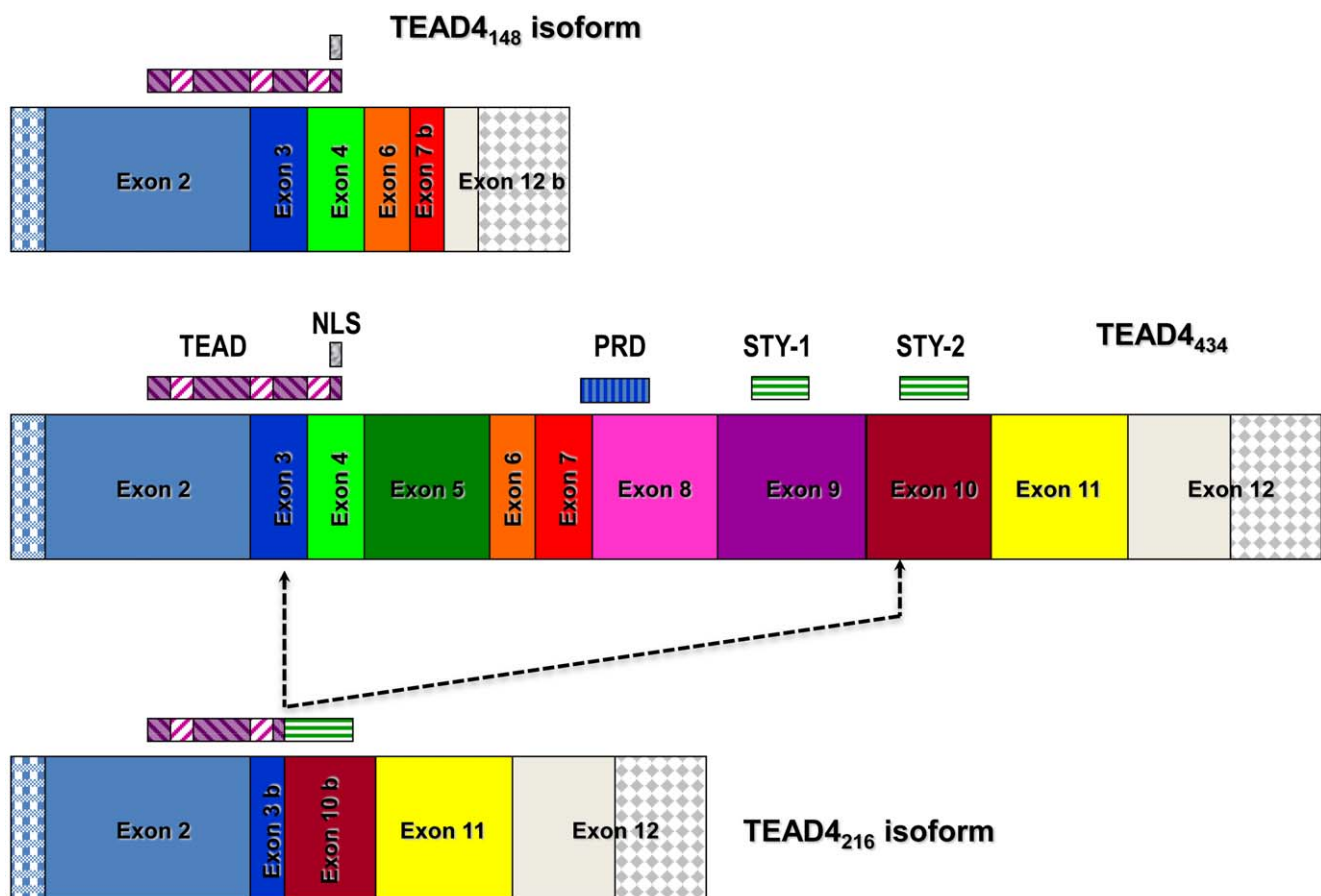 TEAD4148 isoform
Exon 2
Exon 3
Exon 4
Exon 6
Exon 7 b
Exon 12 b
TEAD
NLS
PRD
STY-1
STY-2
TEAD4434
Exon 2
Exon 3
Exon 4
Exon 5
Exon 6
Exon 7
Exon 8
Exon 9
Exon 10
Exon 11
Exon 12
Exon 2
Exon 3 b
Exon 10 b
Exon 11
Exon 12
TEAD4216 isoform